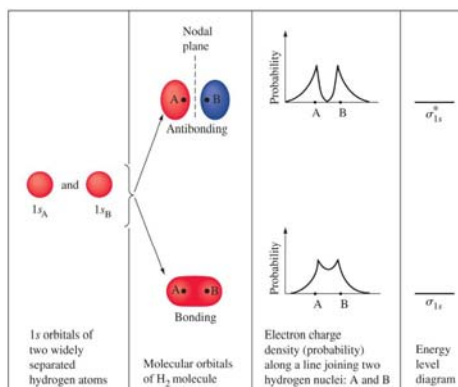 Nodal
plane
A
B
Antibonding
Probability
A
B
σ*1s
and
1sA
1sB
A
B
Bonding
Probability
A
B
σ1s
1s orbitals of
two widely
separated
hydrogen atoms
Molecular orbitals
of H2 molecule
Electron charge
density (probability)
along a line joining two
hydrogen nuclei: A and B
Energy
level
diagram